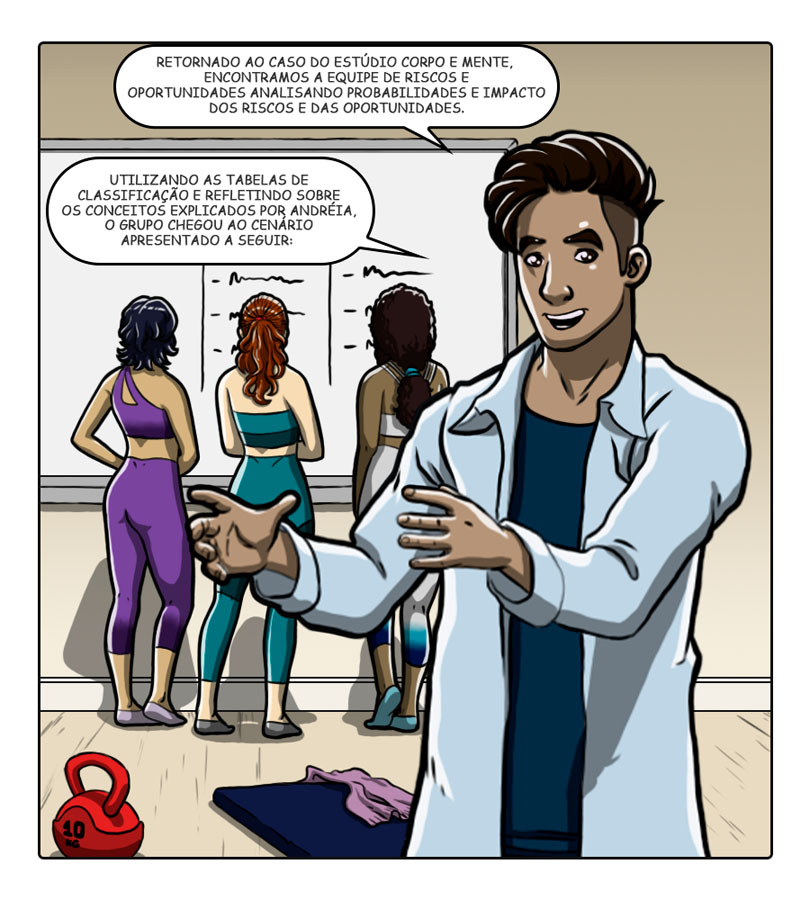 RETORNADO AO CASO DO ESTÚDIO CORPO E MENTE,
ENCONTRAMOS A EQUIPE DE RISCOS E
OPORTUNIDADES ANALISANDO PROBABILIDADES E IMPACTO
DOS RISCOS E DAS OPORTUNIDADES.
UTILIZANDO AS TABELAS DE
CLASSIFICAÇÃO E REFLETINDO SOBRE
OS CONCEITOS EXPLICADOS POR ANDRÉIA,
O GRUPO CHEGOU AO CENÁRIO
APRESENTADO A SEGUIR:
10
KG